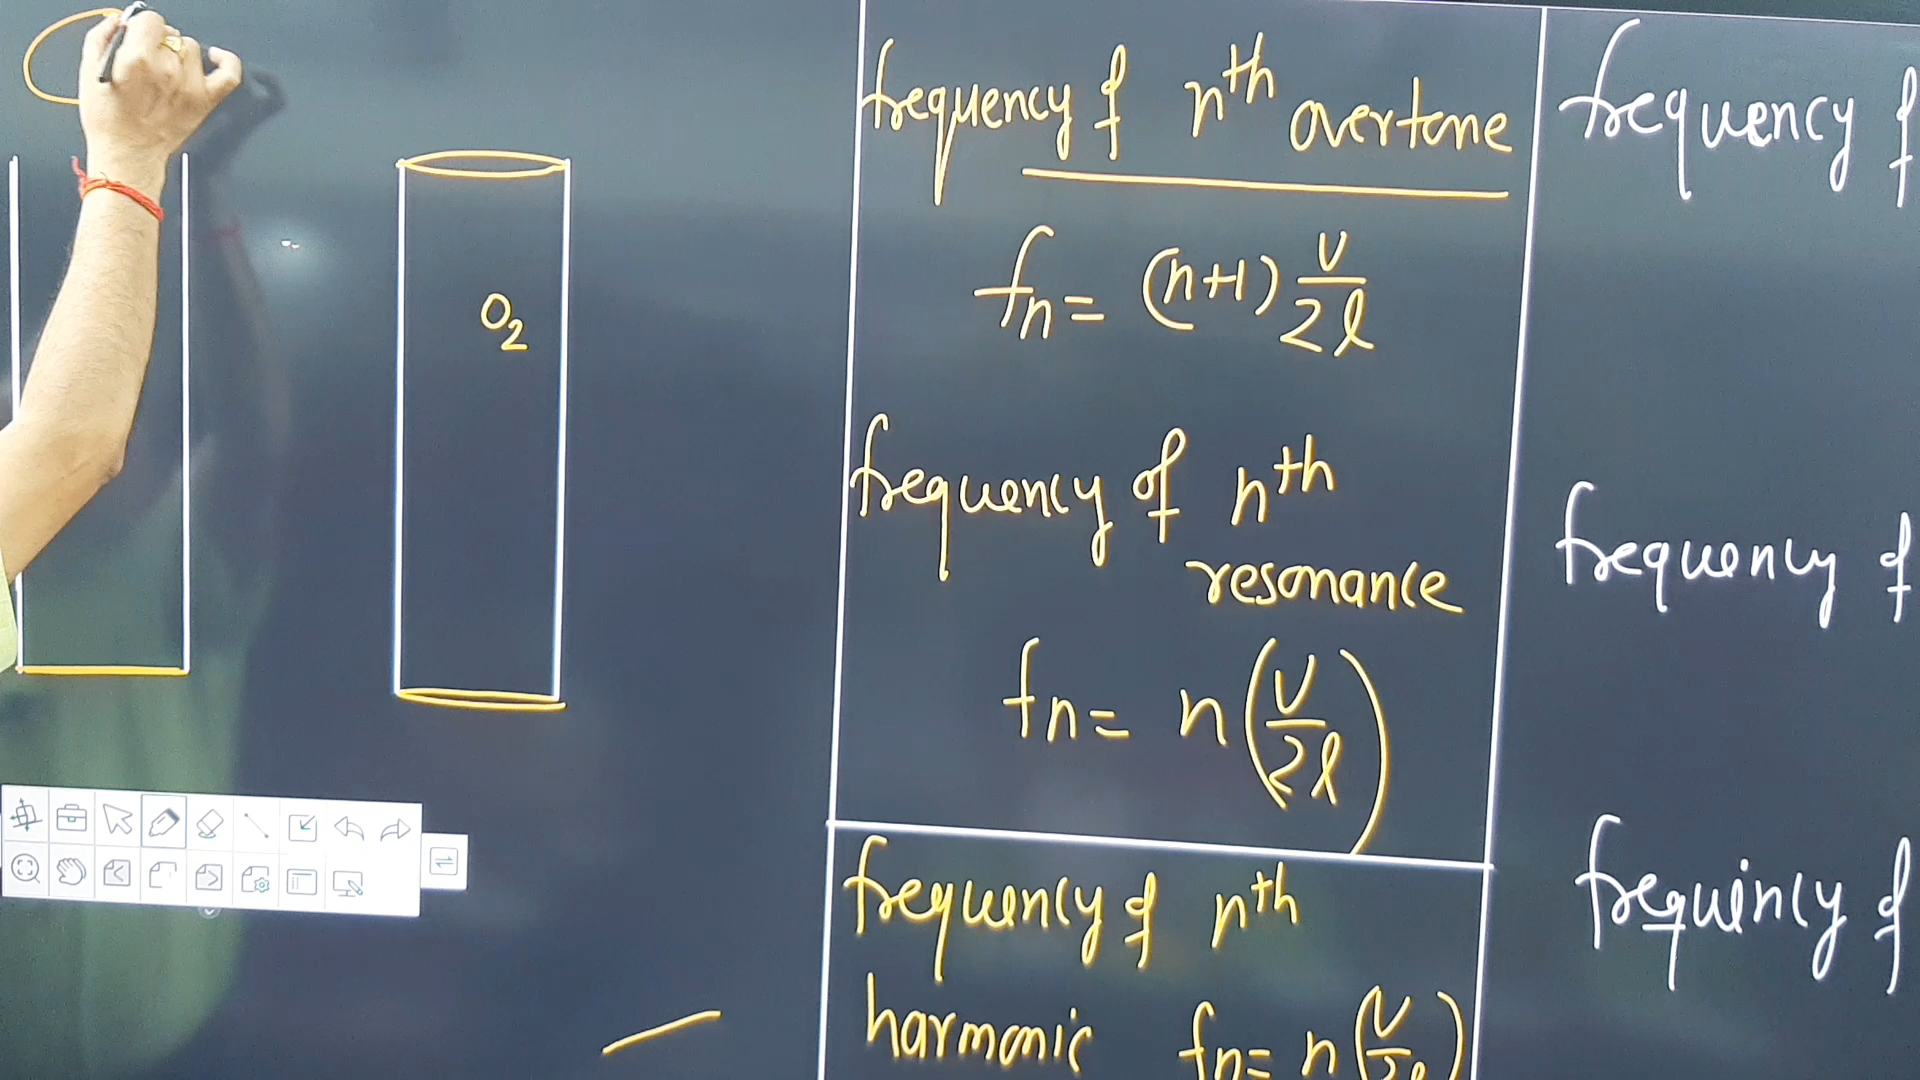 O₂
frequency of nᵗʰ overtone
fₙ = (n+1) v/2l
frequency of nᵗʰ
resonance
fₙ = n (v/2l)
frequency of nᵗʰ
harmonic fₙ = n (v/2l)
frequency of
frequency of
frequency of